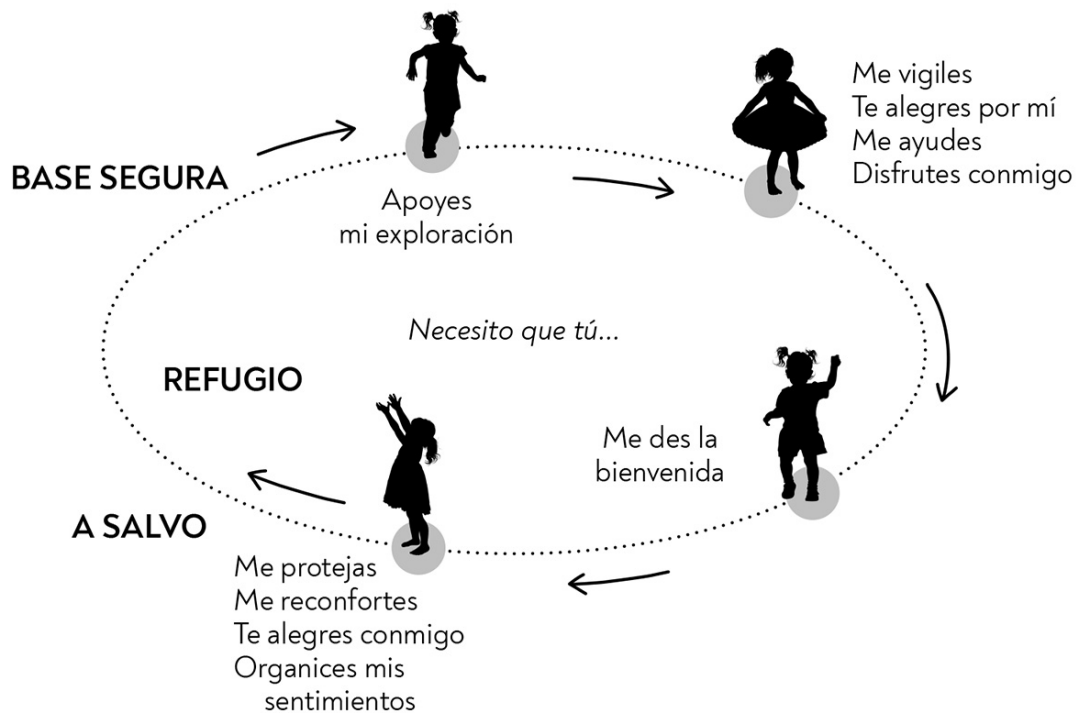 BASE SEGURA
Apoyes
mi exploración
Me vigiles
Te alegres por mí
Me ayudes
Disfrutes conmigo
Necesito que tú...
REFUGIO
Me des la
bienvenida
A SALVO
Me protejas
Me reconfortes
Te alegres conmigo
Organices mis
sentimientos